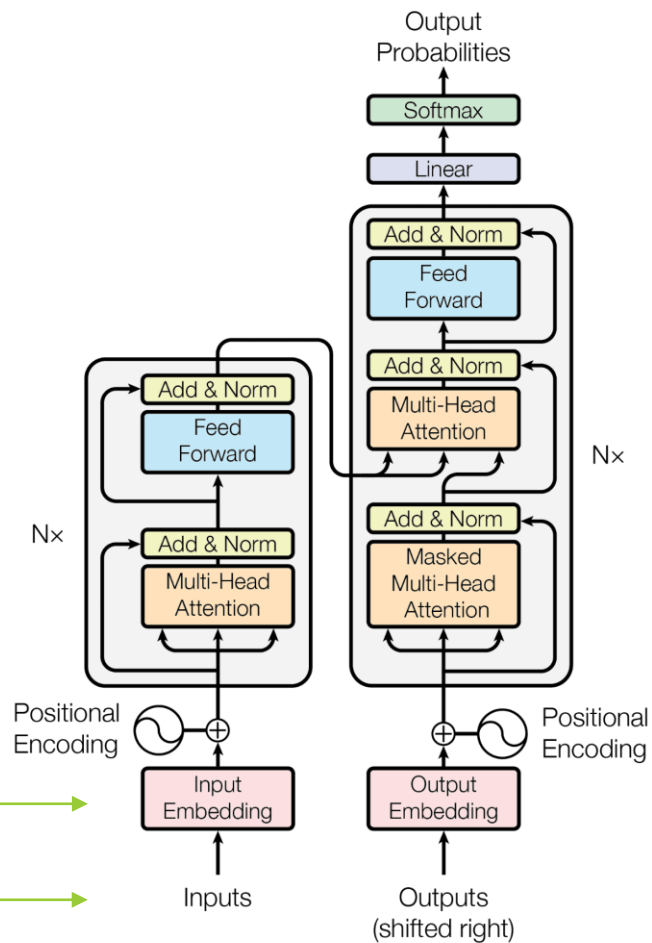 Output
Probabilities
Softmax
Linear
Add & Norm
Feed
Forward
Add & Norm
Multi-Head
Attention
Add & Norm
Masked
Multi-Head
Attention
Nx
Add & Norm
Feed
Forward
Add & Norm
Multi-Head
Attention
Nx
Positional
Encoding
Positional
Encoding
Input
Embedding
Output
Embedding
Inputs
Outputs
(shifted right)